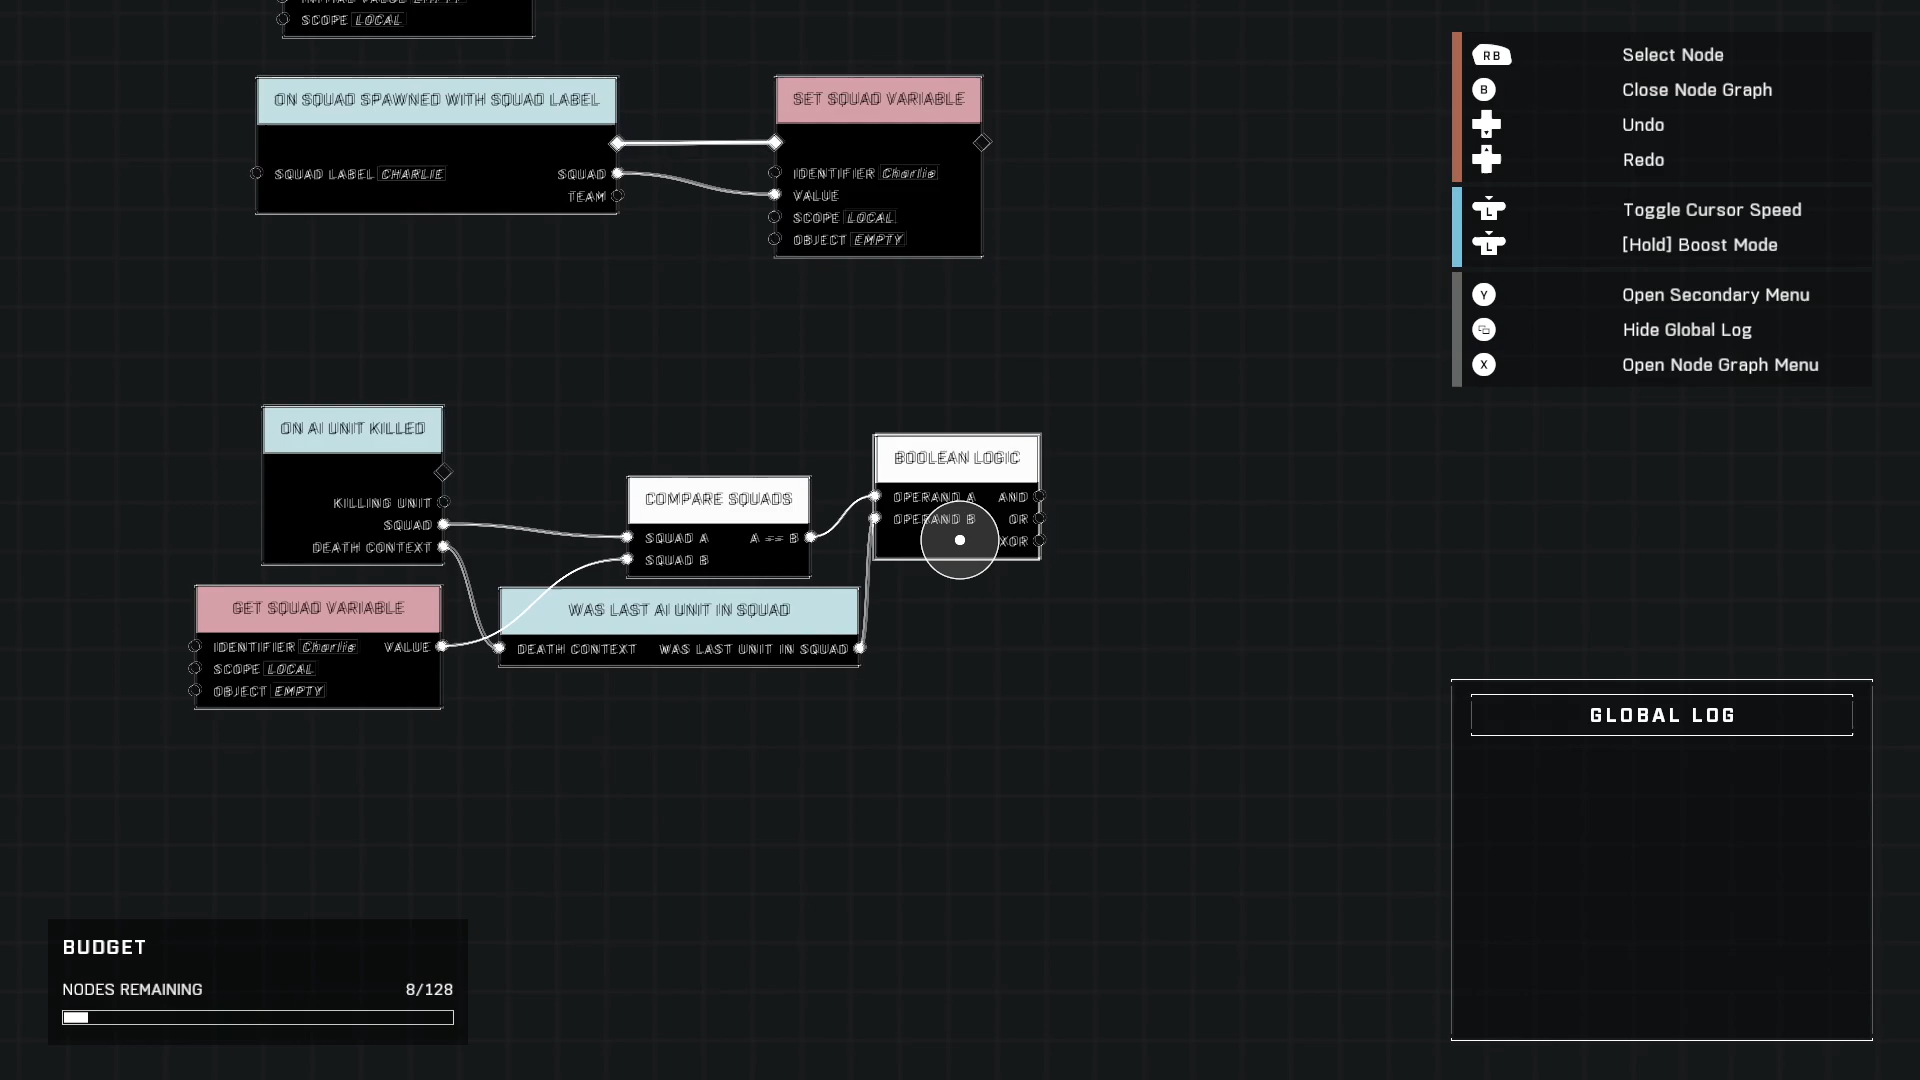 SCOPE LOCAL
ON SQUAD SPAWNED WITH SQUAD LABEL
SQUAD LABEL CHARLIE
SQUAD
TEAM
SET SQUAD VARIABLE
IDENTIFIER Charlie
VALUE
SCOPE LOCAL
OBJECT EMPTY
ON AI UNIT KILLED
KILLING UNIT
SQUAD
DEATH CONTEXT
COMPARE SQUADS
SQUAD A A == B
SQUAD B
BOOLEAN LOGIC
OPERAND A AND
OPERAND B OR
XOR
GET SQUAD VARIABLE
IDENTIFIER Charlie VALUE
SCOPE LOCAL
OBJECT EMPTY
WAS LAST AI UNIT IN SQUAD
DEATH CONTEXT WAS LAST UNIT IN SQUAD
RB Select Node
B Close Node Graph
Undo
Redo
L Toggle Cursor Speed
L [Hold] Boost Mode
Y Open Secondary Menu
Hide Global Log
X Open Node Graph Menu
GLOBAL LOG
BUDGET
NODES REMAINING 8/128